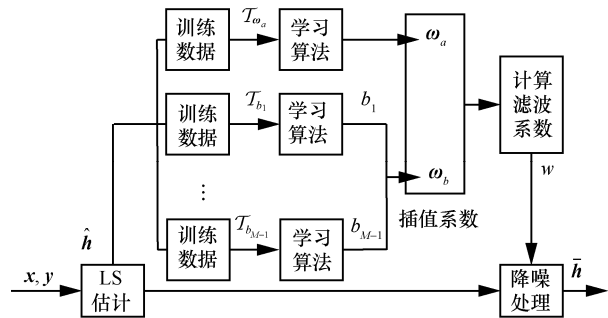 训练数据
𝒯_{ω_a}
学习算法
ω_a
计算滤波系数
训练数据
𝒯_{b_1}
学习算法
b_1
⋮
ω_b
w
插值系数
训练数据
𝒯_{b_{M-1}}
学习算法
b_{M-1}
ĥ
x, y
LS估计
降噪处理
h̄